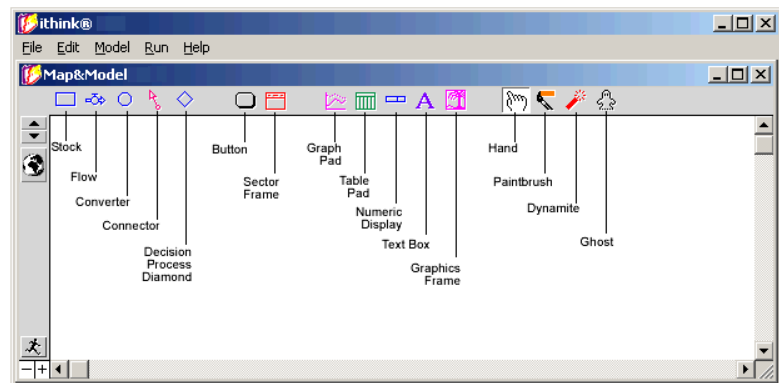 ithink®
File Edit Model Run Help
Map&Model
A
Stock
Button
Graph
Pad
Hand
Flow
Sector
Frame
Table
Pad
Paintbrush
Converter
Numeric
Display
Dynamite
Connector
Text Box
Ghost
Decision
Process
Diamond
Graphics
Frame